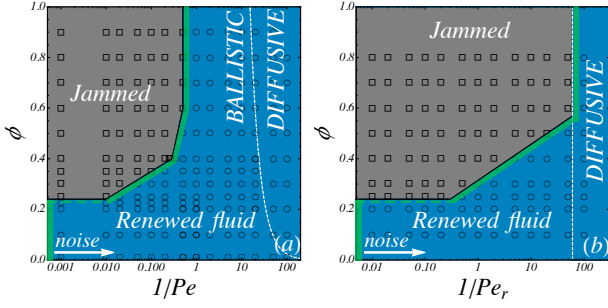 1.0
0.8
0.6
0.4
0.2
0.0
ϕ
Jammed
BALLISTIC
DIFFUSIVE
Renewed fluid
noise
(a)
0.001 0.010 0.100 1 10 100
1/Pe
1.0
0.8
0.6
0.4
0.2
0.0
ϕ
Jammed
DIFFUSIVE
Renewed fluid
noise
(b)
0.01 0.1 1 10 100
1/Pe_r